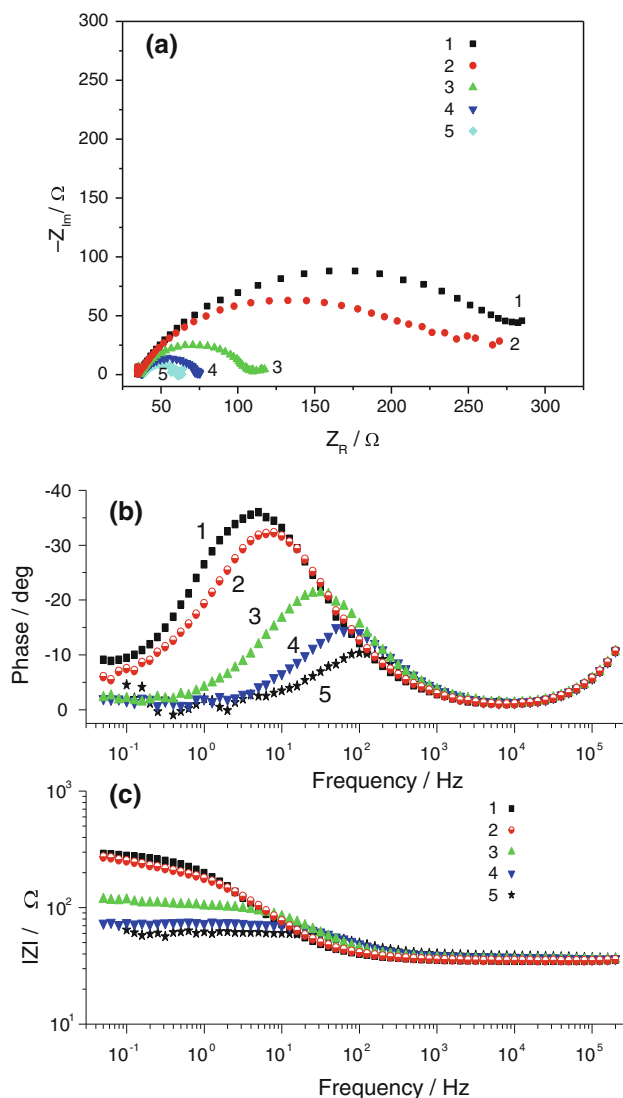 (a)
300
250
200
150
100
50
0
-Z_Im / Ω
1
2
3
4
5
1
2
3
4
5
50 100 150 200 250 300
Z_R / Ω
(b)
-40
-30
-20
-10
0
Phase / deg
1
2
3
4
5
10^-1 10^0 10^1 10^2 10^3 10^4 10^5
Frequency / Hz
(c)
10^3
10^2
10^1
IZI / Ω
1
2
3
4
5
10^-1 10^0 10^1 10^2 10^3 10^4 10^5
Frequency / Hz